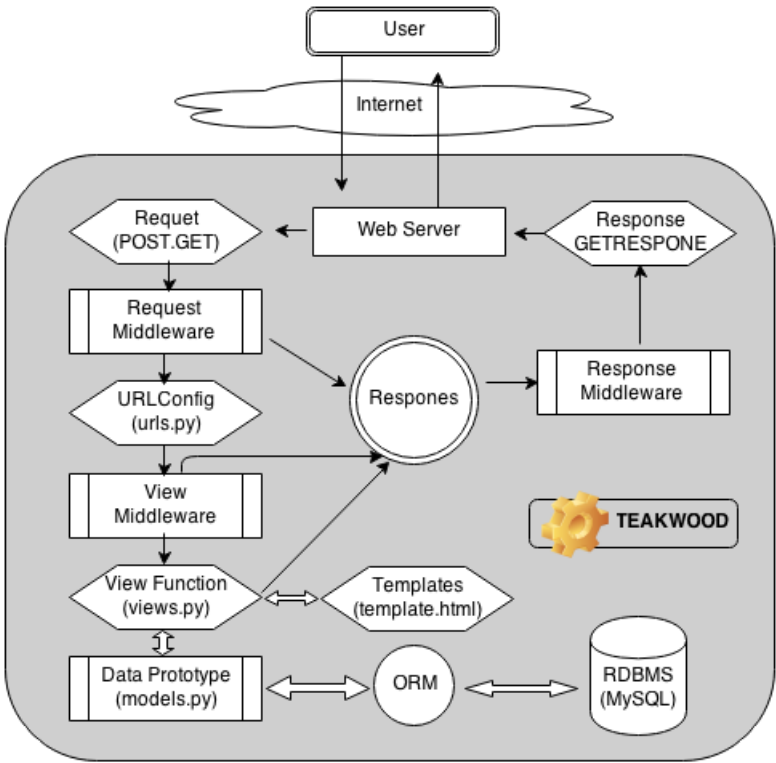 User
Internet
Web Server
Requet
(POST.GET)
Response
GETRESPONE
Request
Middleware
URLConfig
(urls.py)
Respones
Response
Middleware
View
Middleware
TEAKWOOD
View Function
(views.py)
Templates
(template.html)
Data Prototype
(models.py)
ORM
RDBMS
(MySQL)